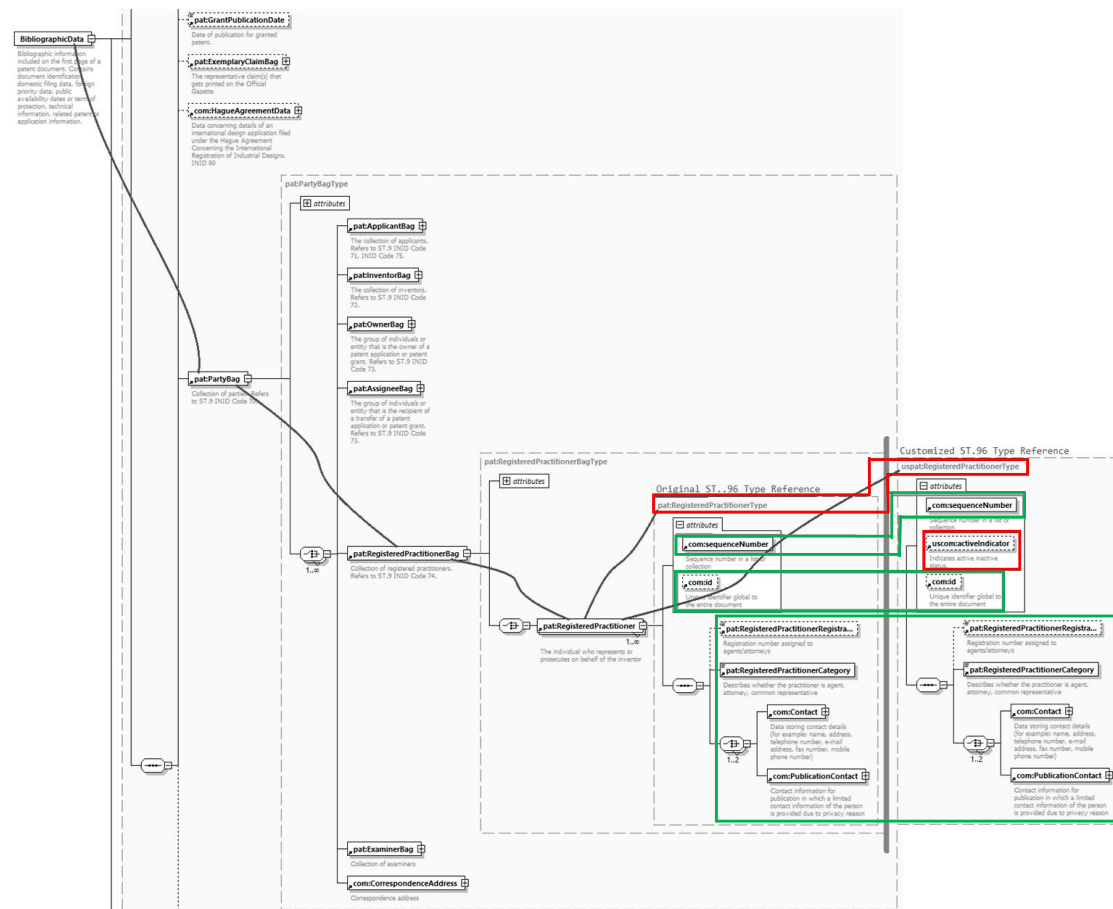 pat:GrantPublicationDate
Date of publication for granted
patent.
BibliographicData
Bibliographic information
included on the first page of a
patent document. Contains
document identification,
domestic filing data, foreign
priority data, public
availability dates or term of
protection, technical
information, related patent or
application information.
pat:ExemplaryClaimBag
The representative claim(s) that
gets printed on the Official
Gazette
com:HagueAgreementData
Data concerning details of an
international design application filed
under the Hague Agreement
Concerning the International
Registration of Industrial Designs.
INID 80
pat:PartyBagType
attributes
pat:ApplicantBag
The collection of applicants.
Refers to ST.9 INID Code
71, INID Code 75.
pat:InventorBag
The collection of inventors.
Refers to ST.9 INID Code
72.
pat:OwnerBag
The group of individuals or
entity that is the owner of a
patent application or patent
grant. Refers to ST.9 INID
Code 73.
pat:PartyBag
Collection of parties. Refers
to ST.9 INID Code 70.
pat:AssigneeBag
The group of individuals or
entity that is the recipient of
a transfer of a patent
application or patent grant.
Refers to ST.9 INID Code
73.
pat:RegisteredPractitionerBagType
attributes
Original ST..96 Type Reference
pat:RegisteredPractitionerType
attributes
com:sequenceNumber
Sequence number in a list or
collection
com:id
Unique identifier global to
the entire document
Customized ST.96 Type Reference
uspat:RegisteredPractitionerType
attributes
com:sequenceNumber
Sequence number in a list or
collection
uscom:activeIndicator
Indicates active inactive
status.
com:id
Unique identifier global to
the entire document
pat:RegisteredPractitionerBag
Collection of registered practitioners.
Refers to ST.9 INID Code 74.
1..∞
pat:RegisteredPractitioner
1..∞
The individual who represents or
prosecutes on behalf of the inventor
pat:RegisteredPractitionerRegistra...
Registration number assigned to
agents/attorneys
pat:RegisteredPractitionerCategory
Describes whether the practitioner is agent,
attorney, common representative
com:Contact
Data storing contact details
(for example: name, address,
telephone number, e-mail
address, fax number, mobile
phone number)
1..2
com:PublicationContact
Contact information for
publication in which a limited
contact information of the person
is provided due to privacy reason
pat:RegisteredPractitionerRegistra...
Registration number assigned to
agents/attorneys
pat:RegisteredPractitionerCategory
Describes whether the practitioner is agent,
attorney, common representative
com:Contact
Data storing contact details
(for example: name, address,
telephone number, e-mail
address, fax number, mobile
phone number)
1..2
com:PublicationContact
Contact information for
publication in which a limited
contact information of the person
is provided due to privacy reason
pat:ExaminerBag
Collection of examiners
com:CorrespondenceAddress
Correspondence address